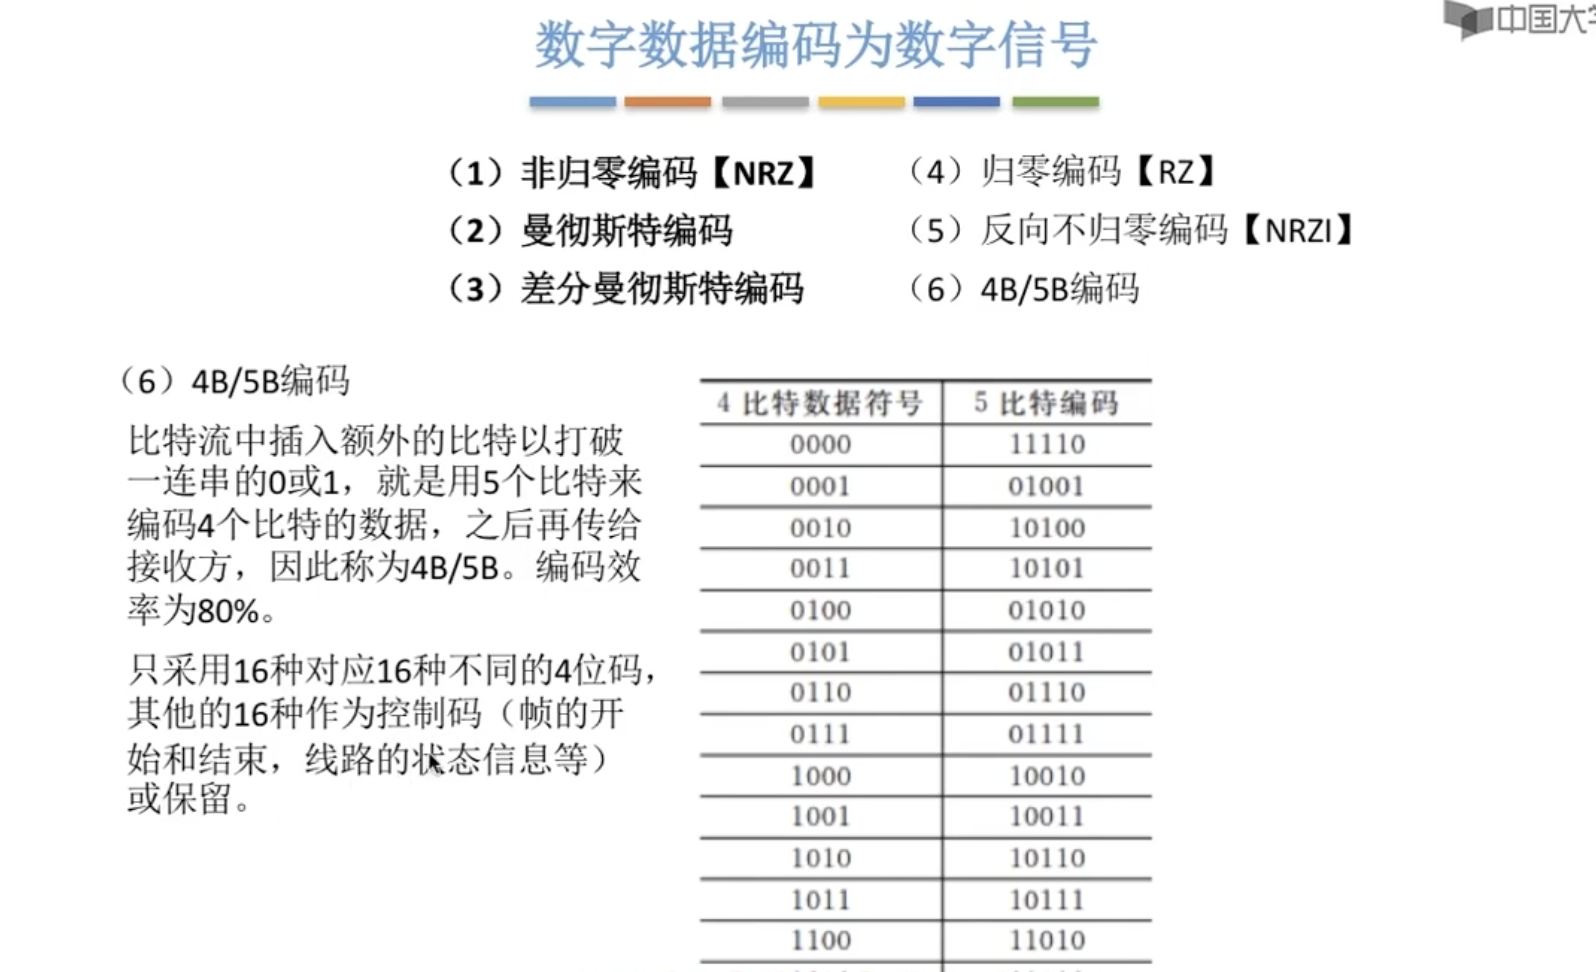 中国大
数字数据编码为数字信号
（1）非归零编码【NRZ】
（4）归零编码【RZ】
（2）曼彻斯特编码
（5）反向不归零编码【NRZI】
（3）差分曼彻斯特编码
（6）4B/5B编码
（6）4B/5B编码
比特流中插入额外的比特以打破
一连串的0或1，就是用5个比特来
编码4个比特的数据，之后再传给
接收方，因此称为4B/5B。编码效
率为80%。
只采用16种对应16种不同的4位码，
其他的16种作为控制码（帧的开
始和结束，线路的状态信息等）
或保留。
4 比特数据符号 5 比特编码
0000 11110
0001 01001
0010 10100
0011 10101
0100 01010
0101 01011
0110 01110
0111 01111
1000 10010
1001 10011
1010 10110
1011 10111
1100 11010